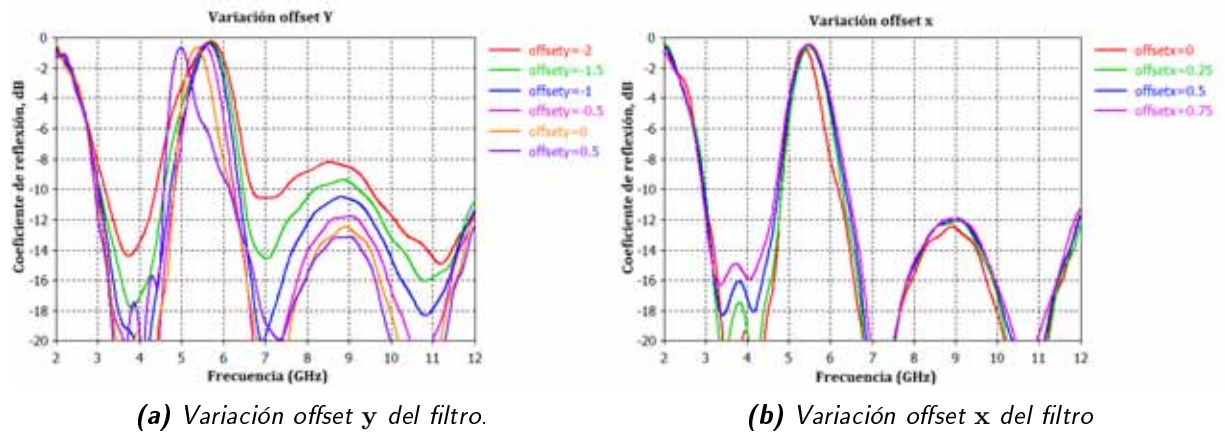 Variación offset Y
Coeficiente de reflexión, dB
0
-2
-4
-6
-8
-10
-12
-14
-16
-18
-20
2 3 4 5 6 7 8 9 10 11 12
Frecuencia (GHz)
offsety=-2
offsety=-1.5
offsety=-1
offsety=-0.5
offsety=0
offsety=0.5
(a) Variación offset y del filtro.
Variación offset x
Coeficiente de reflexión, dB
0
-2
-4
-6
-8
-10
-12
-14
-16
-18
-20
2 3 4 5 6 7 8 9 10 11 12
Frecuencia (GHz)
offsetx=0
offsetx=0.25
offsetx=0.5
offsetx=0.75
(b) Variación offset x del filtro